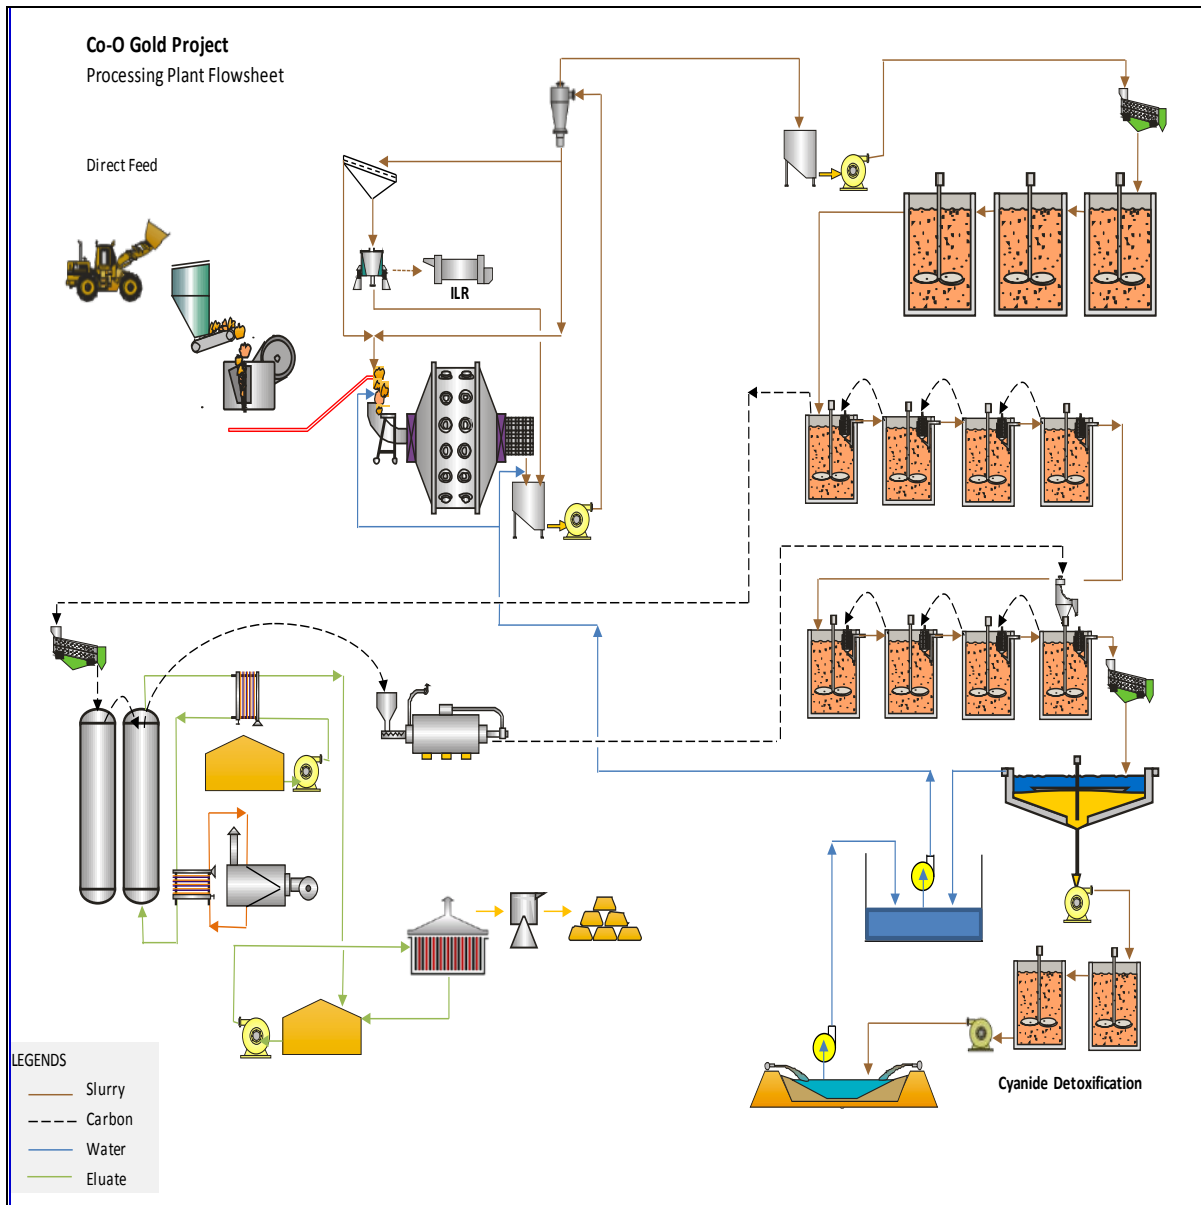 Co-O Gold Project
Processing Plant Flowsheet
Direct Feed
ILR
Cyanide Detoxification
LEGENDS
Slurry
Carbon
Water
Eluate